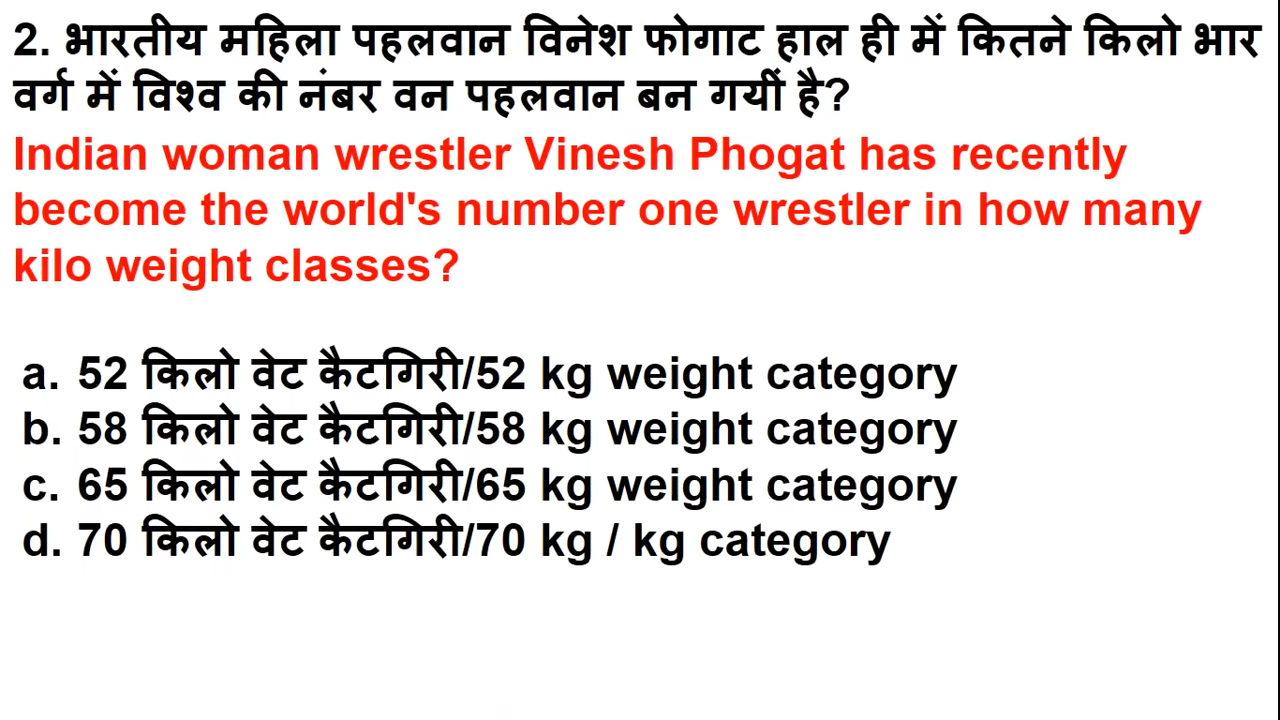 2. भारतीय महिला पहलवान विनेश फोगाट हाल ही में कितने किलो भार
वर्ग में विश्व की नंबर वन पहलवान बन गयीं है?
Indian woman wrestler Vinesh Phogat has recently
become the world's number one wrestler in how many
kilo weight classes?
a. 52 किलो वेट कैटगिरी/52 kg weight category
b. 58 किलो वेट कैटगिरी/58 kg weight category
c. 65 किलो वेट कैटगिरी/65 kg weight category
d. 70 किलो वेट कैटगिरी/70 kg / kg category